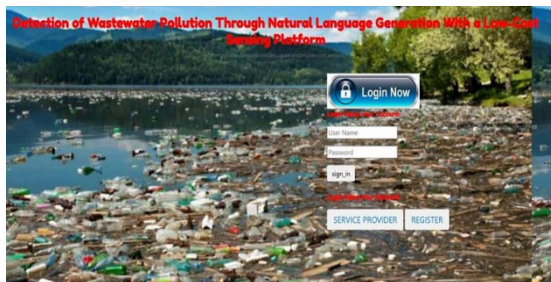 Detection of Wastewater Pollution Through Natural Language Generation With a Low-Cost
Sensing Platform
Login Now
User Name
Password
sign_in
SERVICE PROVIDER REGISTER